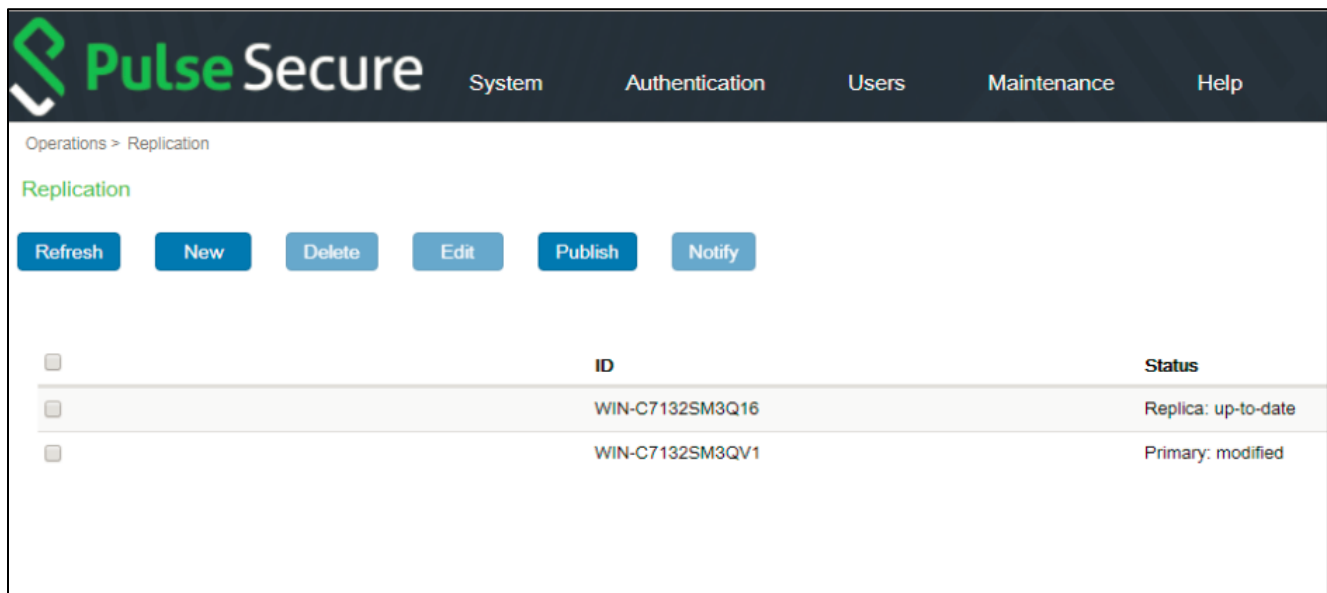 Pulse Secure System Authentication Users Maintenance Help
Operations > Replication
Replication
Refresh New Delete Edit Publish Notify
ID Status
WIN-C7132SM3Q16 Replica: up-to-date
WIN-C7132SM3QV1 Primary: modified